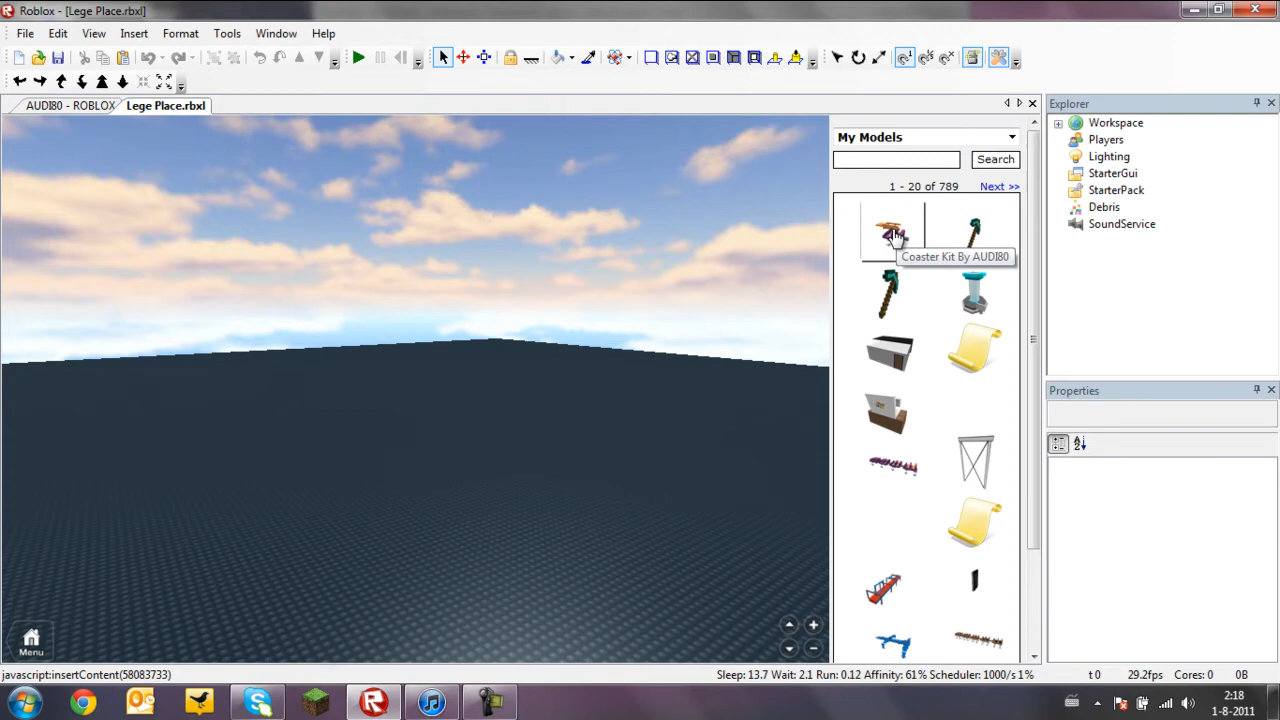 Roblox - [Lege Place.rbxl]
File Edit View Insert Format Tools Window Help
AUDI80 - ROBLOX Lege Place.rbxl
My Models
Search
1 - 20 of 789 Next >>
Coaster Kit By AUDI80
Menu
Explorer
Workspace
Players
Lighting
StarterGui
StarterPack
Debris
SoundService
Properties
javascript:insertContent(58083733)
Sleep: 13.7 Wait: 2.1 Run: 0.12 Affinity: 61% Scheduler: 1000/s 1%
t 0 29.2fps Cores: 0 0B
2:18
1-8-2011